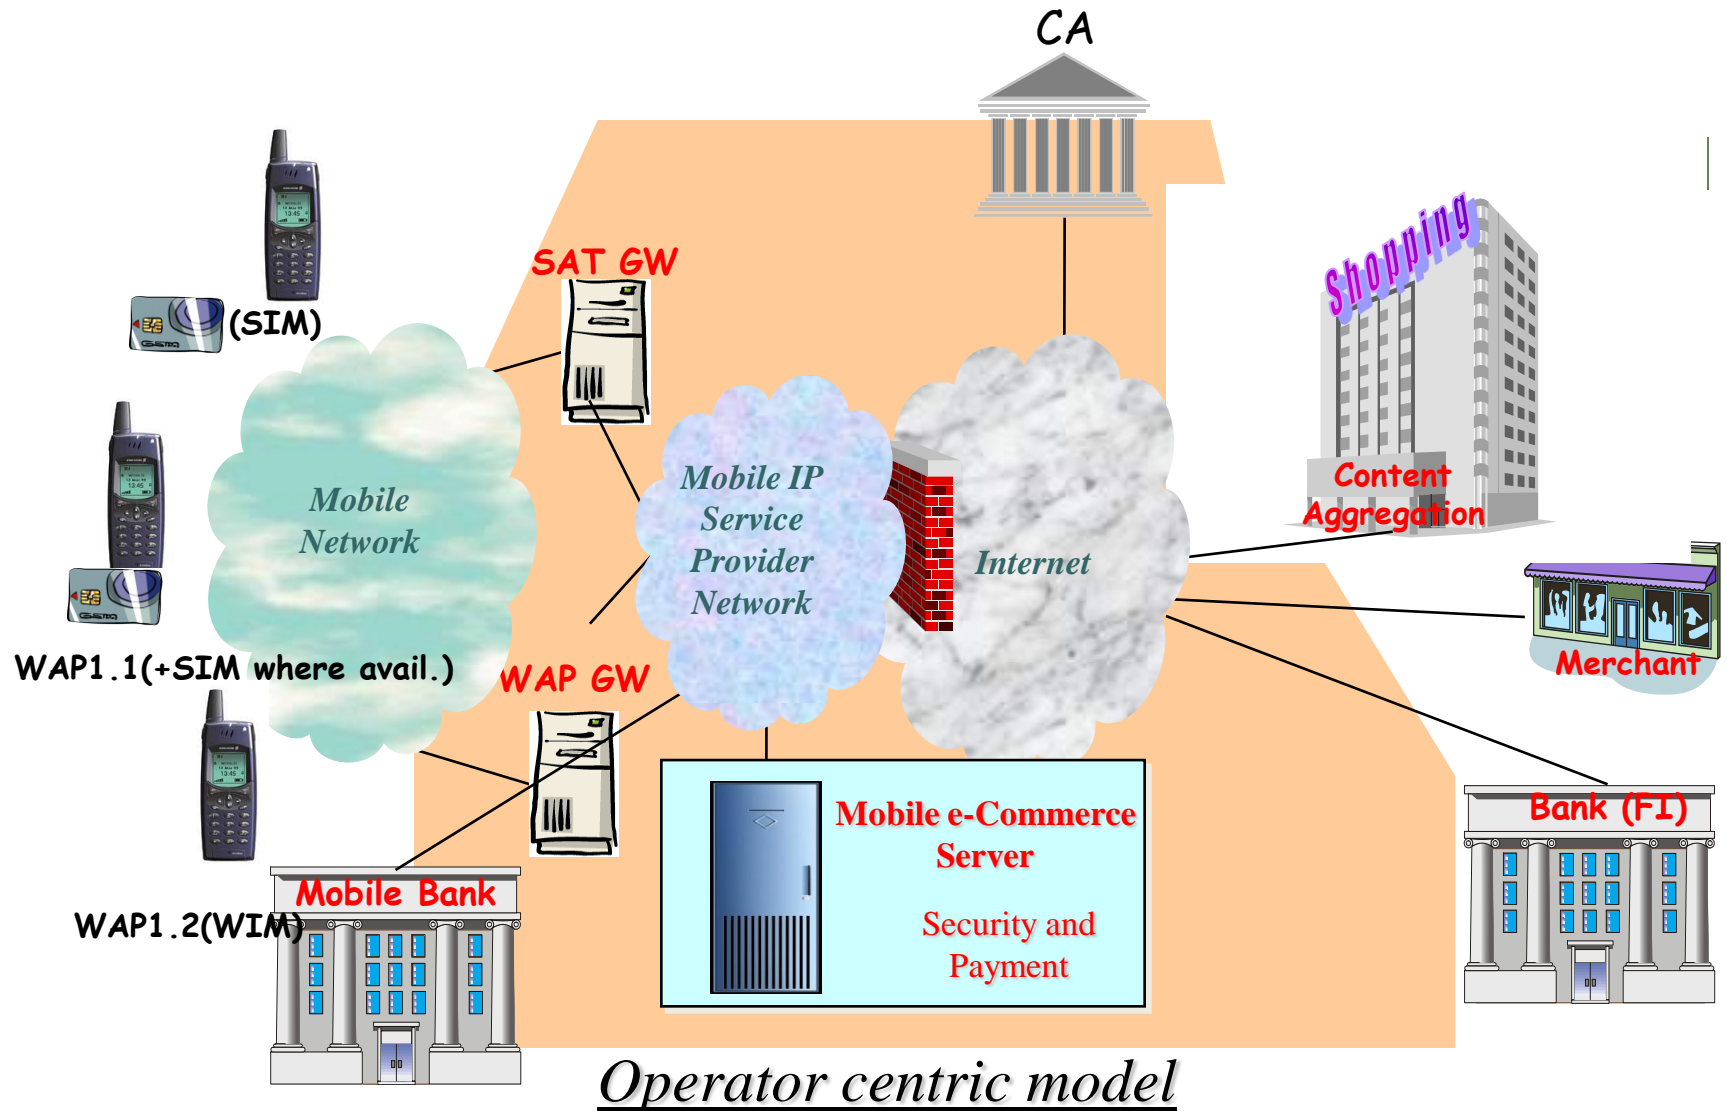 CA
Shopping
SAT GW
(SIM)
Content
Aggregation
Mobile
Network
Mobile IP
Service
Provider
Network
Internet
WAP1.1(+SIM where avail.)
WAP GW
Merchant
Mobile e-Commerce
Server
Security and
Payment
Bank (FI)
Mobile Bank
WAP1.2(WIM)
Operator centric model